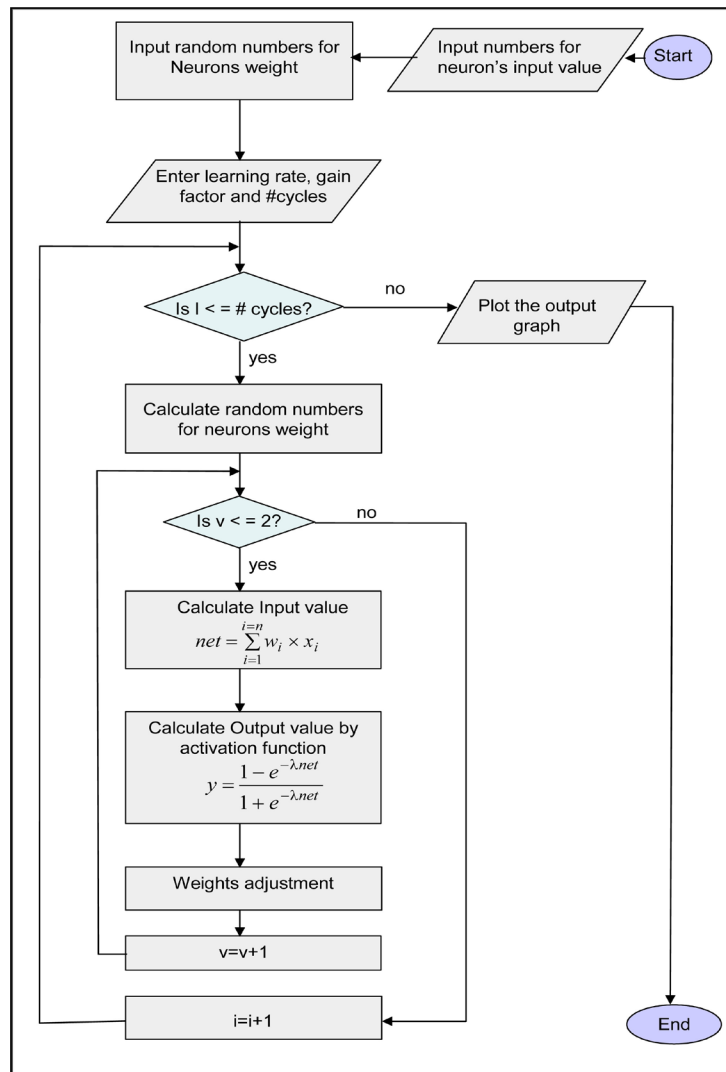 Start
Input numbers for
neuron's input value
Input random numbers for
Neurons weight
Enter learning rate, gain
factor and #cycles
Is I < = # cycles?
no
Plot the output
graph
yes
Calculate random numbers
for neurons weight
Is v < = 2?
no
yes
Calculate Input value
net = \sum_{i=1}^{i=n} w_i × x_i
Calculate Output value by
activation function
y = \frac{1 - e^{-λnet}}{1 + e^{-λnet}}
Weights adjustment
v=v+1
i=i+1
End